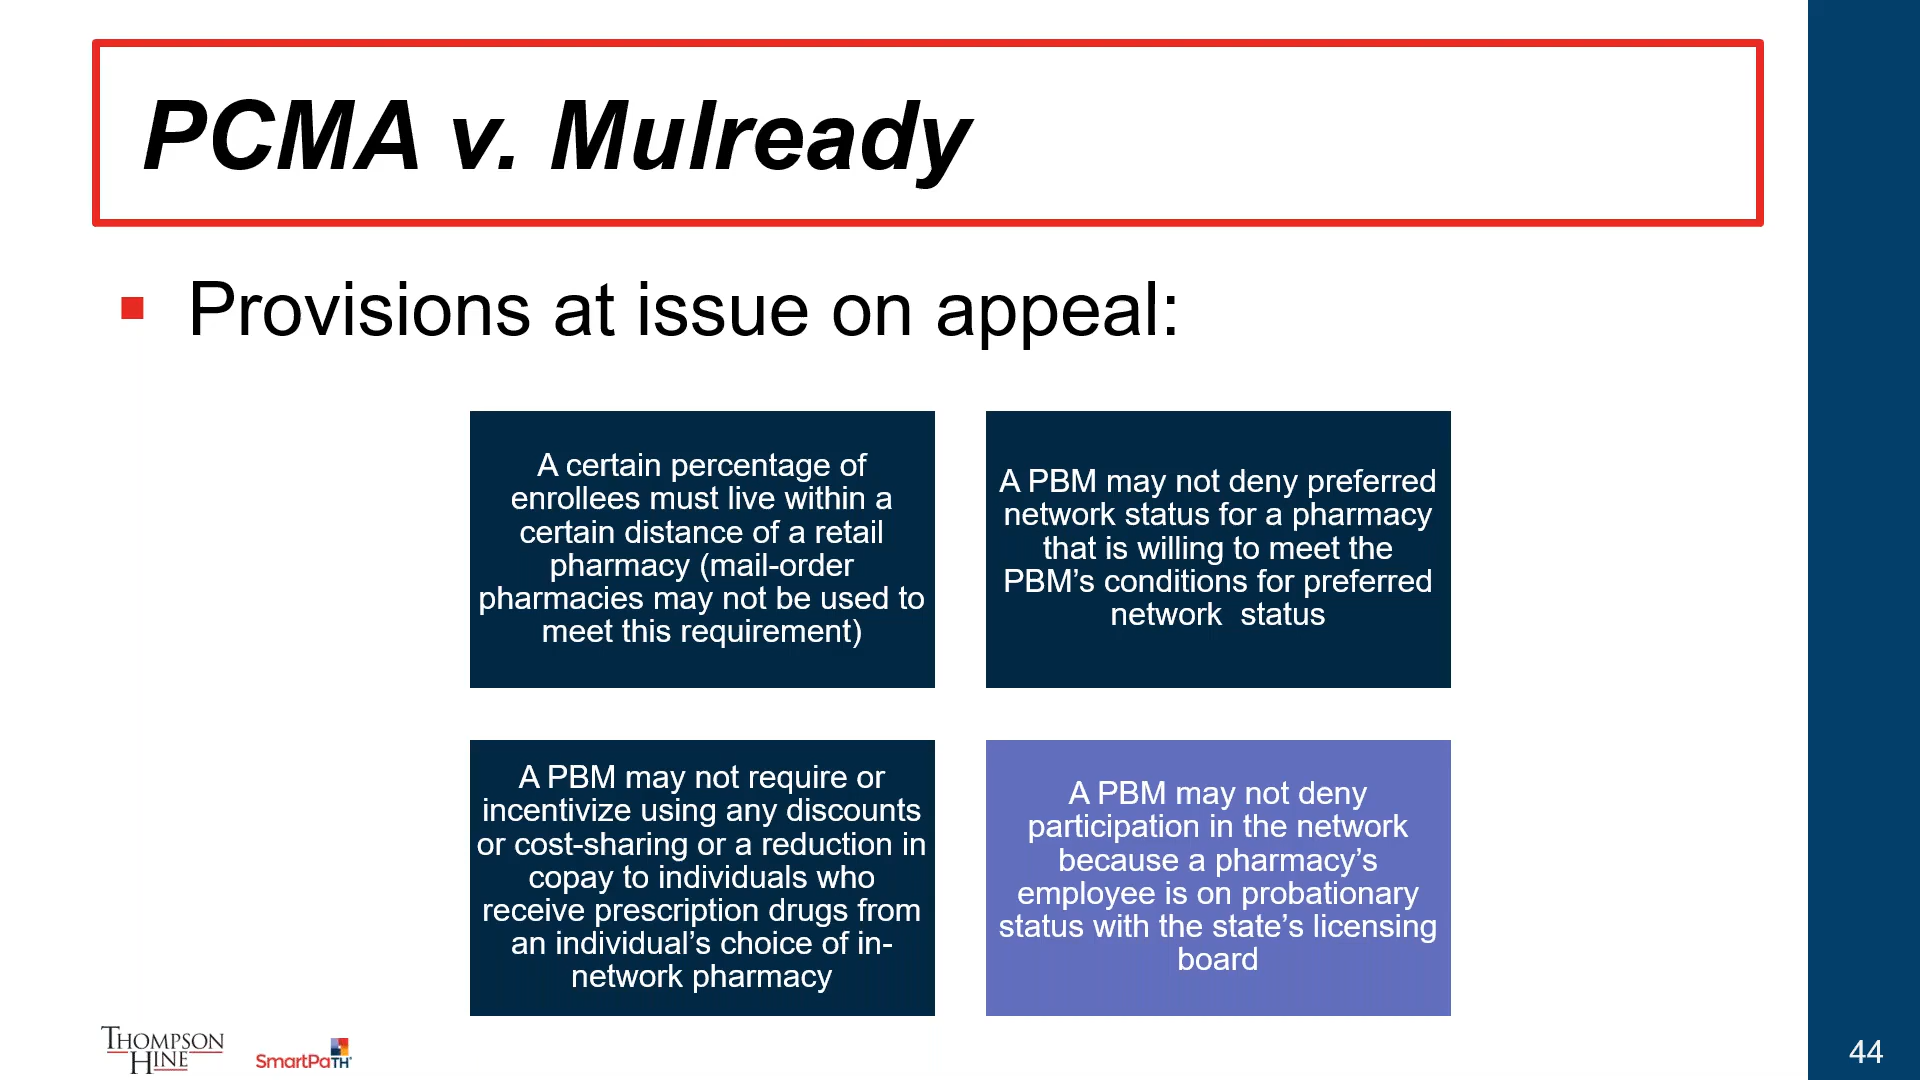 PCMA v. Mulready
Provisions at issue on appeal:
A certain percentage of
enrollees must live within a
certain distance of a retail
pharmacy (mail-order
pharmacies may not be used to
meet this requirement)
A PBM may not deny preferred
network status for a pharmacy
that is willing to meet the
PBM’s conditions for preferred
network  status
A PBM may not require or
incentivize using any discounts
or cost-sharing or a reduction in
copay to individuals who
receive prescription drugs from
an individual’s choice of in-
network pharmacy
A PBM may not deny
participation in the network
because a pharmacy’s
employee is on probationary
status with the state’s licensing
board
THOMPSON
HINE
SmartPaTH
44